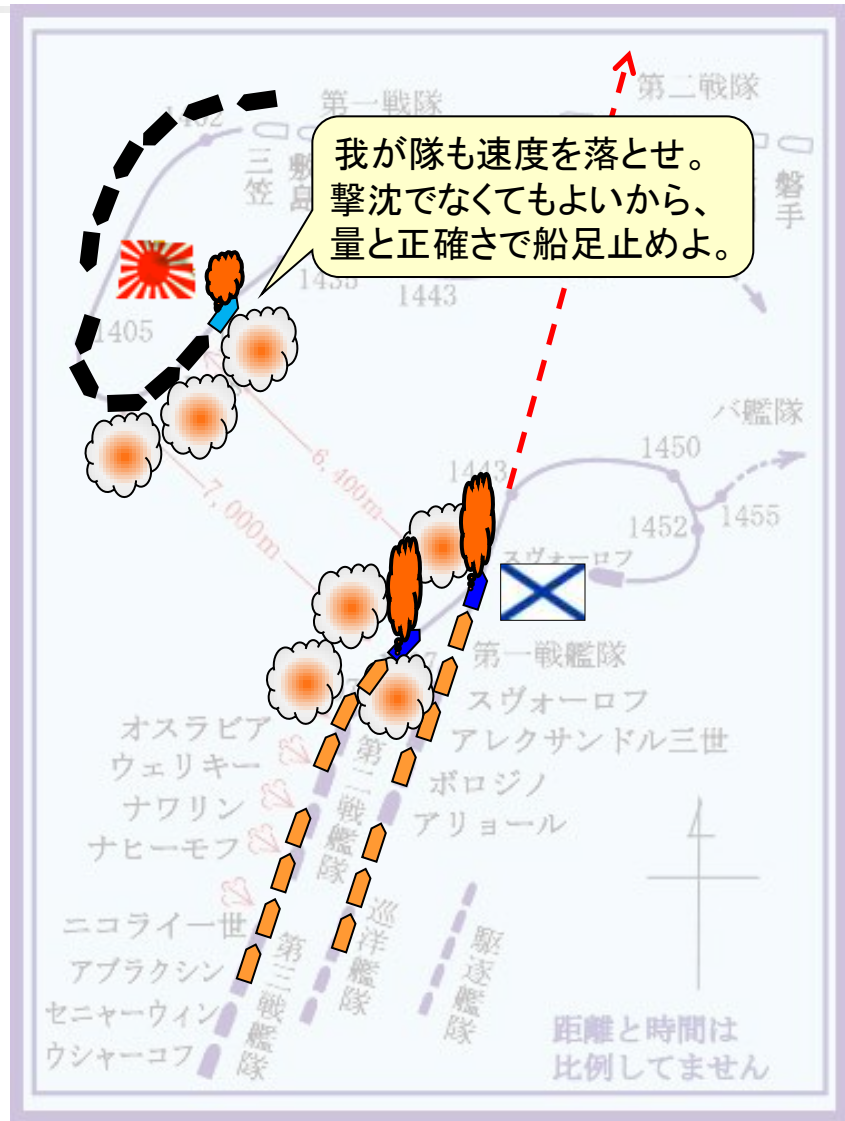 第一戦隊
第二戦隊
1402
三笠
敷島
磐手
我が隊も速度を落とせ。
撃沈でなくてもよいから、
量と正確さで船足止めよ。
1435
1443
1405
バ艦隊
6,400m
7,000m
1443
1450
1452
1455
スヴォーロフ
第一戦艦隊
スヴォーロフ
アレクサンドル三世
ボロジノ
アリョール
オスラビア
ウェリキー
ナワリン
ナヒーモフ
第二戦艦隊
ニコライ一世
アブラクシン
セニャーウィン
ウシャーコフ
第三戦艦隊
巡洋艦隊
駆逐艦隊
距離と時間は
比例してません